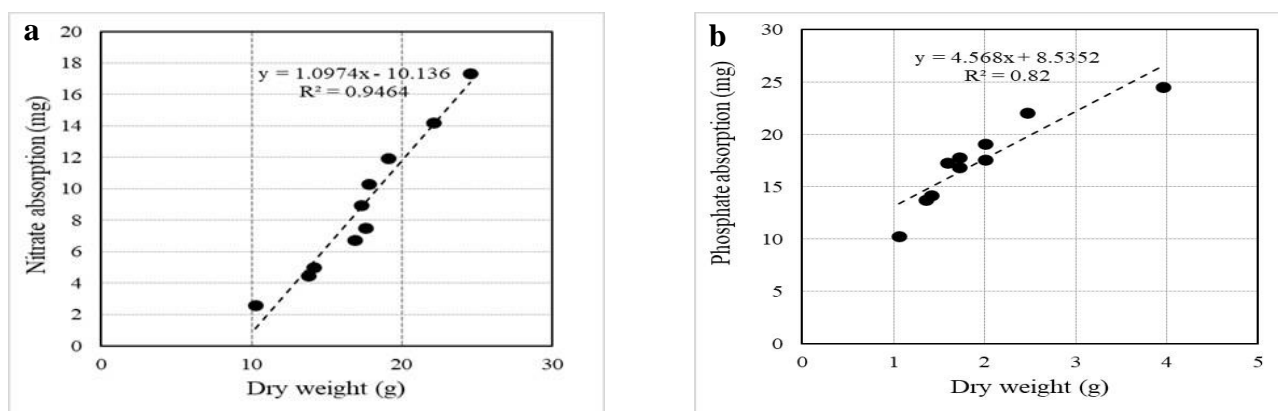 a
20
18
16
14
12
10
8
6
4
2
0
y = 1.0974x - 10.136
R² = 0.9464
Nitrate absorption (mg)
0 10 20 30
Dry weight (g)
b
30
25
20
15
10
5
0
y = 4.568x + 8.5352
R² = 0.82
Phosphate absorption (mg)
0 1 2 3 4 5
Dry weight (g)